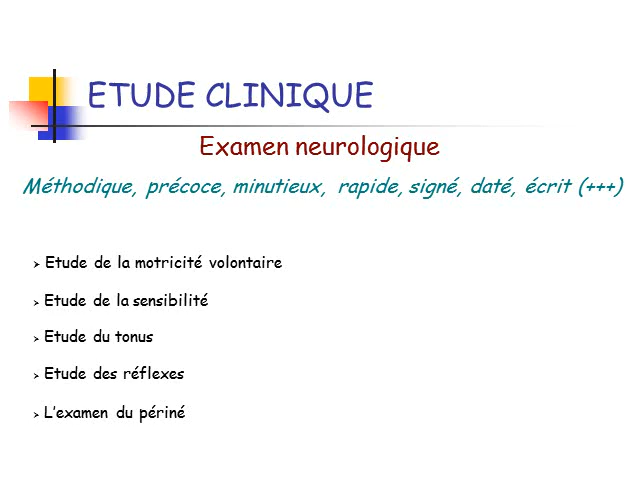 ETUDE CLINIQUE
Examen neurologique
Méthodique, précoce, minutieux, rapide, signé, daté, écrit (+++)
➢ Etude de la motricité volontaire
➢ Etude de la sensibilité
➢ Etude du tonus
➢ Etude des réflexes
➢ L’examen du périné